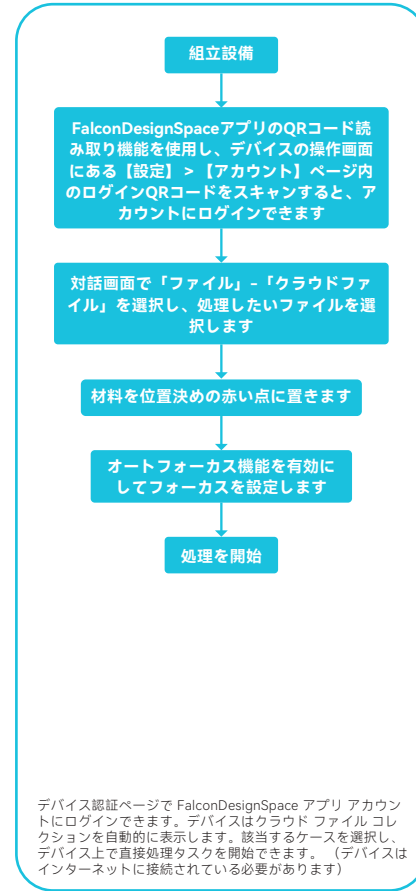 組立設備
FalconDesignSpaceアプリのQRコード読
み取り機能を使用し、デバイスの操作画面
にある【設定】 > 【アカウント】ページ内
のログインQRコードをスキャンすると、ア
カウントにログインできます
対話画面で「ファイル」-「クラウドファ
イル」を選択し、処理したいファイルを選
択します
材料を位置決めの赤い点に置きます
オートフォーカス機能を有効に
してフォーカスを設定します
処理を開始
デバイス認証ページで FalconDesignSpace アプリ アカウン
トにログインできます。デバイスはクラウド ファイル コレ
クションを自動的に表示します。該当するケースを選択し、
デバイス上で直接処理タスクを開始できます。 （デバイスは
インターネットに接続されている必要があります）